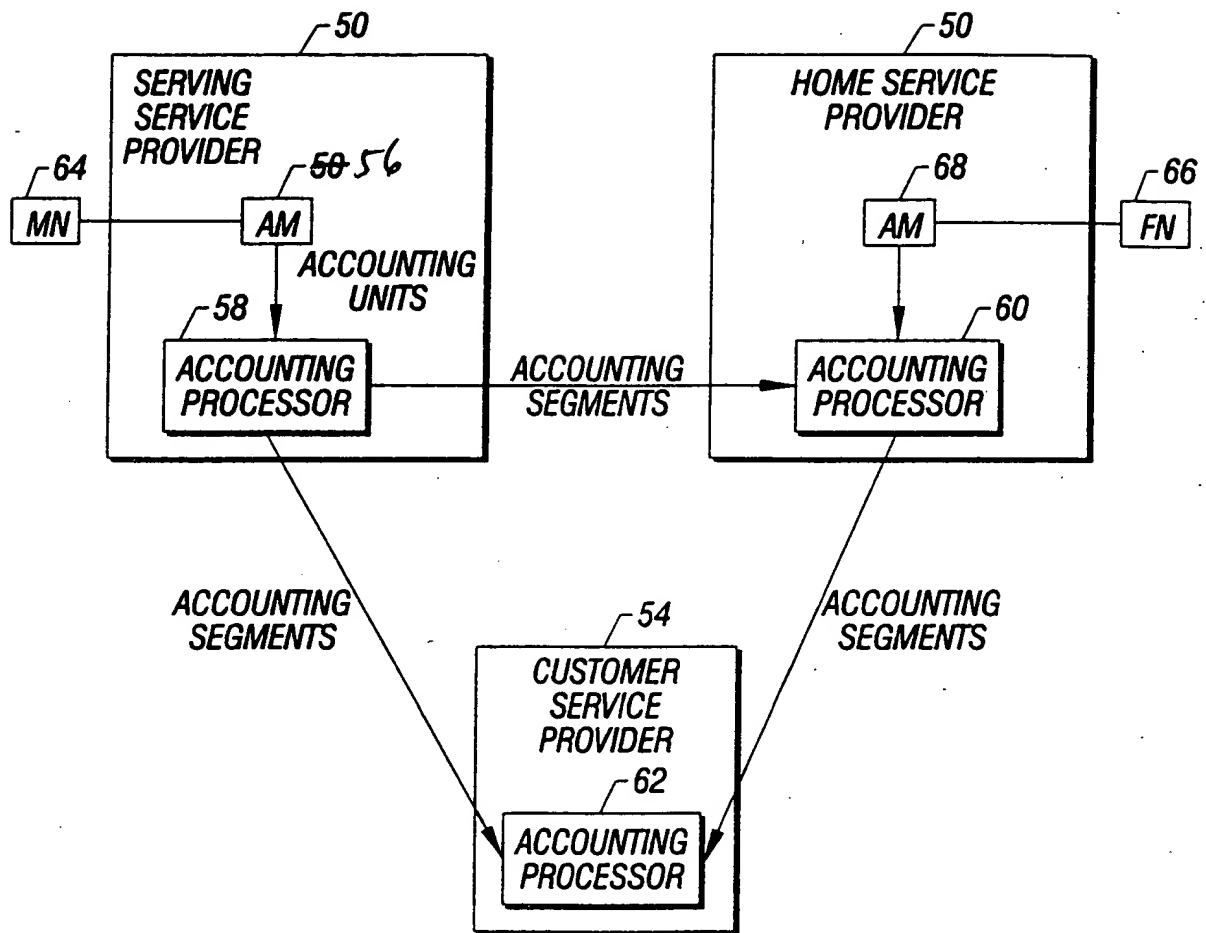 50
50
SERVING
SERVICE
PROVIDER
HOME SERVICE
PROVIDER
64
50 56
68
66
MN
AM
AM
FN
ACCOUNTING
UNITS
58
60
ACCOUNTING
PROCESSOR
ACCOUNTING
SEGMENTS
ACCOUNTING
PROCESSOR
ACCOUNTING
SEGMENTS
ACCOUNTING
SEGMENTS
54
CUSTOMER
SERVICE
PROVIDER
62
ACCOUNTING
PROCESSOR